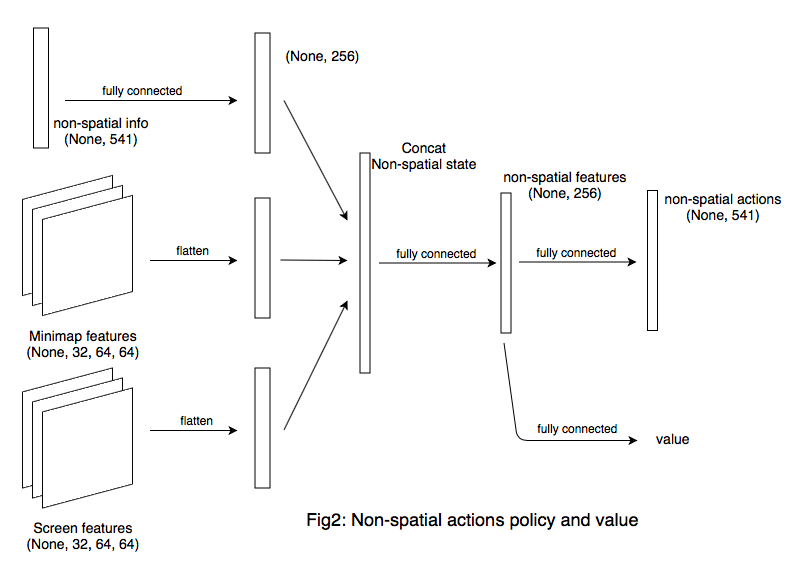 (None, 256)
fully connected
non-spatial info
(None, 541)
Concat
Non-spatial state
non-spatial features
(None, 256)
non-spatial actions
(None, 541)
flatten
fully connected
fully connected
Minimap features
(None, 32, 64, 64)
flatten
fully connected
value
Fig2: Non-spatial actions policy and value
Screen features
(None, 32, 64, 64)